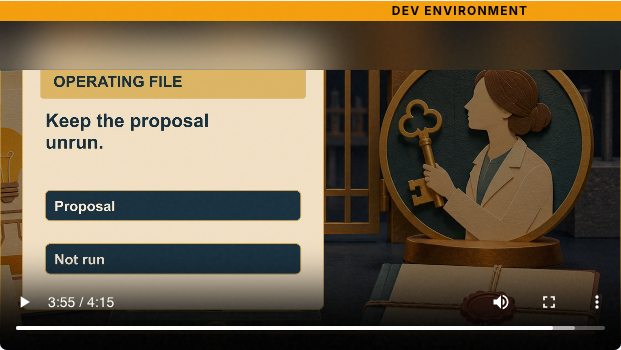 DEV ENVIRONMENT
OPERATING FILE
Keep the proposal
unrun.
Proposal
Not run
3:55 / 4:15